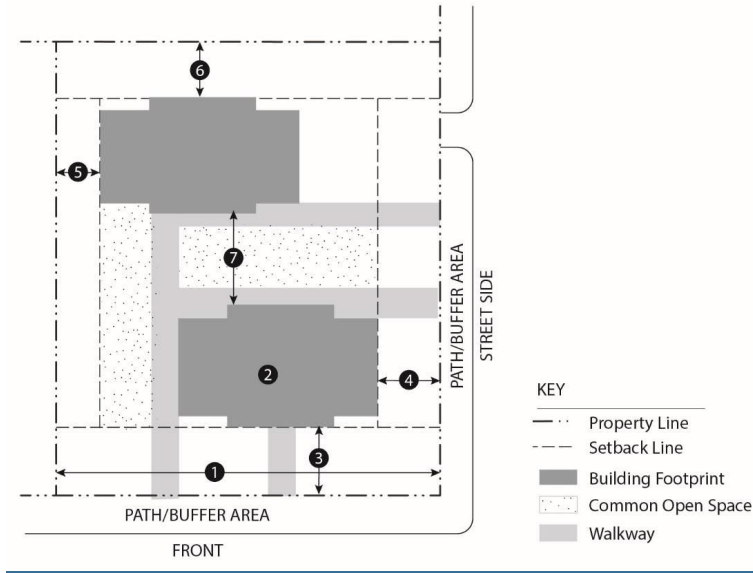 6
5
7
2
4
3
1
PATH/BUFFER AREA
STREET SIDE
PATH/BUFFER AREA
FRONT
KEY
Property Line
Setback Line
Building Footprint
Common Open Space
Walkway